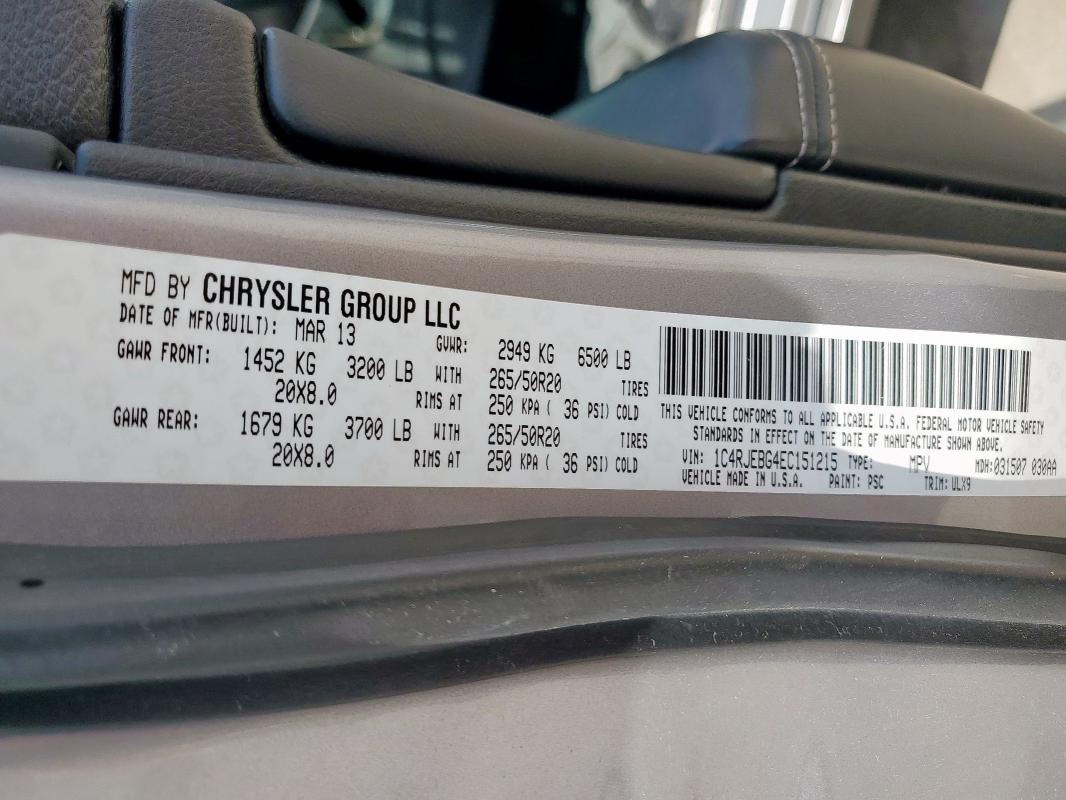 MFD BY CHRYSLER GROUP LLC
DATE OF MFR(BUILT): MAR 13 GVWR: 2949 KG 6500 LB
GAWR FRONT: 1452 KG 3200 LB WITH 265/50R20 TIRES
20X8.0 RIMS AT 250 KPA ( 36 PSI) COLD
GAWR REAR: 1679 KG 3700 LB WITH 265/50R20 TIRES
20X8.0 RIMS AT 250 KPA ( 36 PSI) COLD
THIS VEHICLE CONFORMS TO ALL APPLICABLE U.S.A. FEDERAL MOTOR VEHICLE SAFETY
STANDARDS IN EFFECT ON THE DATE OF MANUFACTURE SHOWN ABOVE.
VIN: 1C4RJEBG4EC151215 TYPE: MPV MDH:031507 030AA
VEHICLE MADE IN U.S.A. PAINT: PSC TRIM: ULX9